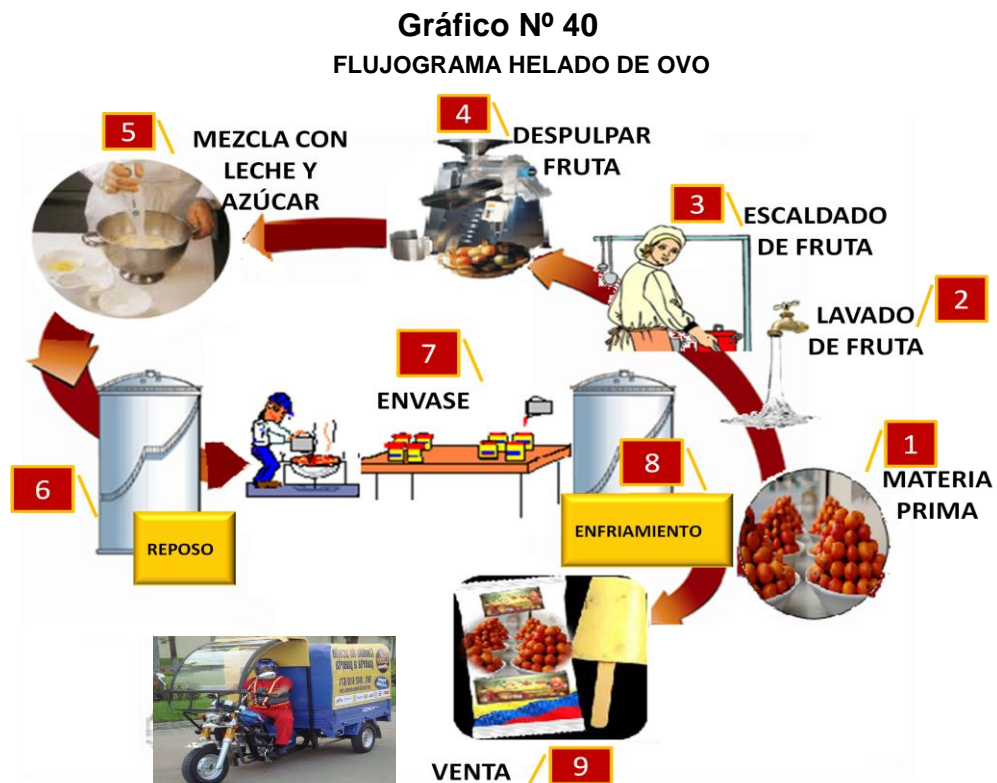 Gráfico Nº 40
FLUJOGRAMA HELADO DE OVO
5
MEZCLA CON
LECHE Y
AZÚCAR
4
DESPULPAR
FRUTA
3
ESCALDADO
DE FRUTA
2
LAVADO
DE FRUTA
1
MATERIA
PRIMA
7
ENVASE
6
REPOSO
8
ENFRIAMIENTO
VENTA
9